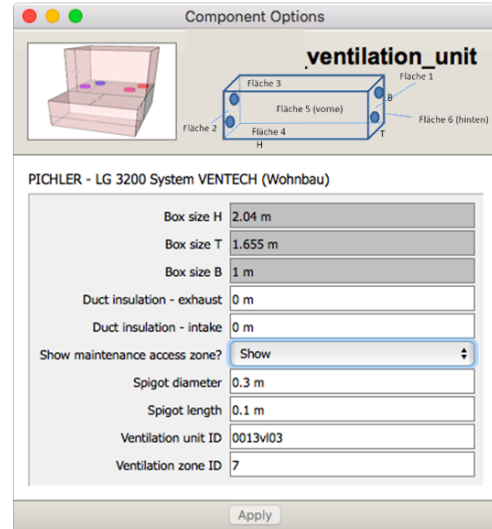 Component Options
ventilation_unit
Fläche 3
Fläche 1
B
Fläche 5 (vorne)
Fläche 6 (hinten)
Fläche 2
Fläche 4
T
H
PICHLER - LG 3200 System VENTECH (Wohnbau)
Box size H 2.04 m
Box size T 1.655 m
Box size B 1 m
Duct insulation - exhaust 0 m
Duct insulation - intake 0 m
Show maintenance access zone? Show
Spigot diameter 0.3 m
Spigot length 0.1 m
Ventilation unit ID 0013vl03
Ventilation zone ID 7
Apply